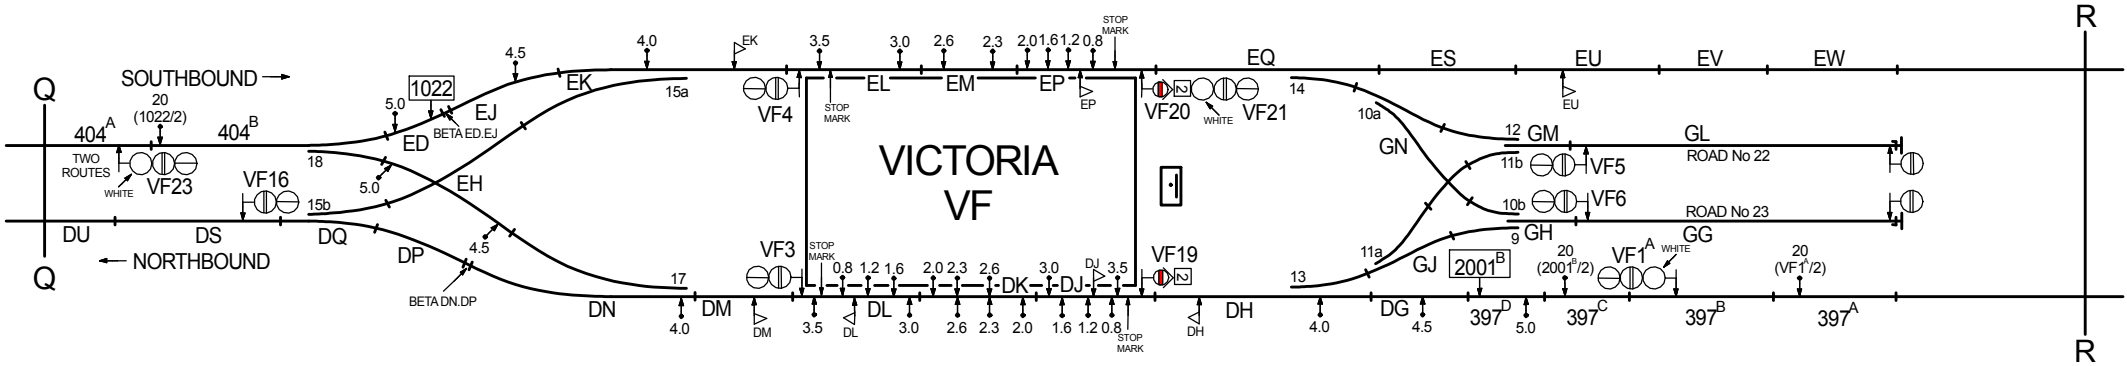 R
STOP
MARK
4.0 EK 3.5 3.0 2.6 2.3 2.0 1.6 1.2 0.8
4.5
SOUTHBOUND →
EK EL EM EP EQ ES EU EV EW
Q
20
(1022/2)
5.0 1022 EJ
15a
VF4
STOP
MARK
EP
VF20 2
WHITE
VF21
14
10a
EU
404A 404B
BETA ED.EJ
ED
12 GM GL
TWO
ROUTES
WHITE
VF23
18
VICTORIA
VF
GN
11b
ROAD No 22
VF5
5.0
EH
VF16
15b
10b
VF6
ROAD No 23
DU DS DQ
DP
4.5
9 GH GG
← NORTHBOUND
Q
VF3
STOP
MARK
0.8 1.2 1.6 2.0 2.3 2.6 3.0 DJ 3.5
VF19 2
11a
GJ
2001B
20
(2001B/2)
VF1A
WHITE
20
(VF1A/2)
17
13
DK DJ
BETA DN.DP
DN DM DL DH DG 397D 397C 397B 397A
4.0 DM 3.5 DL 3.0 2.6 2.3 2.0 1.6 1.2 0.8 DH 4.0 4.5 5.0
STOP
MARK
R